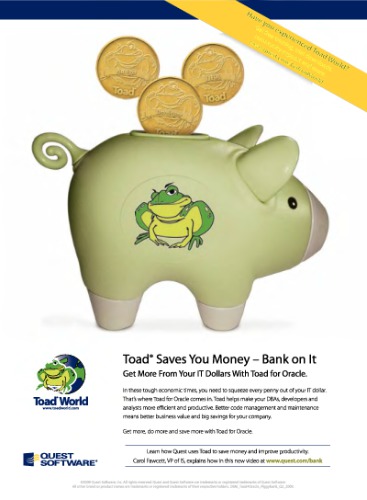 Have you experienced Toad World?
Toad
Toad
Toad
Toad® Saves You Money – Bank on It
Get More From Your IT Dollars With Toad for Oracle.
In these tough economic times, you need to squeeze every penny out of your IT dollar.
That's where Toad for Oracle comes in. Toad helps make your DBAs, developers and
analysts more efficient and productive. Better code management and maintenance
means better business value and big savings for your company.
Get more, do more and save more with Toad for Oracle.
Toad World
www.toadworld.com
Learn how Quest uses Toad to save money and improve productivity.
Carol Fawcett, VP of IS, explains how in this new video at www.quest.com/bank
QUEST
SOFTWARE®